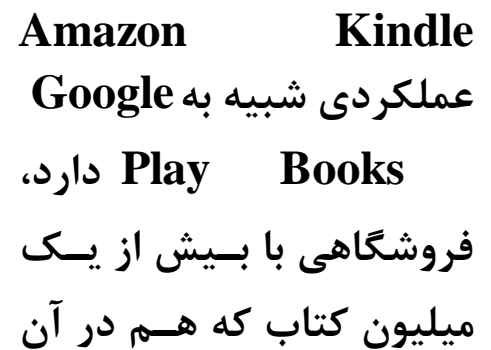 Amazon Kindle
عملکردی شبیه به Google
Play Books دارد،
فروشگاهی با بیش از یک
میلیون کتاب که هم در آن